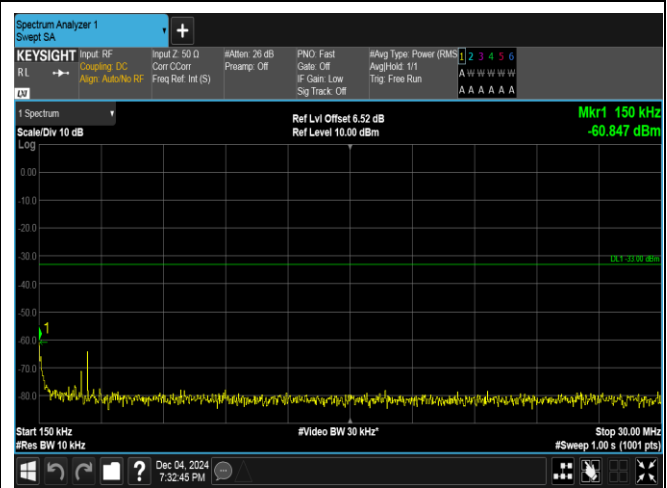 Spectrum Analyzer 1
Swept SA
+
KEYSIGHT
RL
LXI
Input: RF
Coupling: DC
Align: Auto/No RF
Input Z: 50 Ω
Corr CCorr
Freq Ref: Int (S)
#Atten: 26 dB
Preamp: Off
PNO: Fast
Gate: Off
IF Gain: Low
Sig Track: Off
#Avg Type: Power (RMS
Avg|Hold: 1/1
Trig: Free Run
1 2 3 4 5 6
A W W W W W
A A A A A A
1 Spectrum
Scale/Div 10 dB
Ref Lvl Offset 6.52 dB
Ref Level 10.00 dBm
Mkr1 150 kHz
-60.847 dBm
Log
0.00
-10.0
-20.0
-30.0
DL1 -33.00 dBm
-40.0
-50.0
1
-60.0
-70.0
-80.0
Start 150 kHz
#Res BW 10 kHz
#Video BW 30 kHz*
Stop 30.00 MHz
#Sweep 1.00 s (1001 pts)
?
Dec 04, 2024
7:32:45 PM